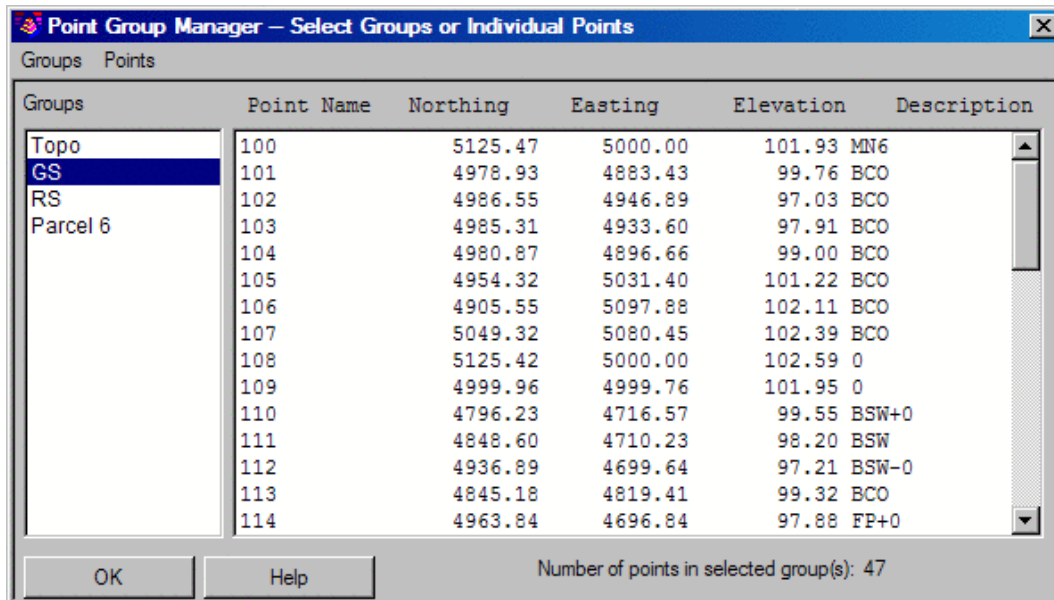 Point Group Manager – Select Groups or Individual Points
Groups Points
Groups Point Name Northing Easting Elevation Description
Topo 100 5125.47 5000.00 101.93 MN6
GS 101 4978.93 4883.43 99.76 BCO
RS 102 4986.55 4946.89 97.03 BCO
Parcel 6 103 4985.31 4933.60 97.91 BCO
104 4980.87 4896.66 99.00 BCO
105 4954.32 5031.40 101.22 BCO
106 4905.55 5097.88 102.11 BCO
107 5049.32 5080.45 102.39 BCO
108 5125.42 5000.00 102.59 0
109 4999.96 4999.76 101.95 0
110 4796.23 4716.57 99.55 BSW+0
111 4848.60 4710.23 98.20 BSW
112 4936.89 4699.64 97.21 BSW-0
113 4845.18 4819.41 99.32 BCO
114 4963.84 4696.84 97.88 FP+0
OK Help Number of points in selected group(s): 47